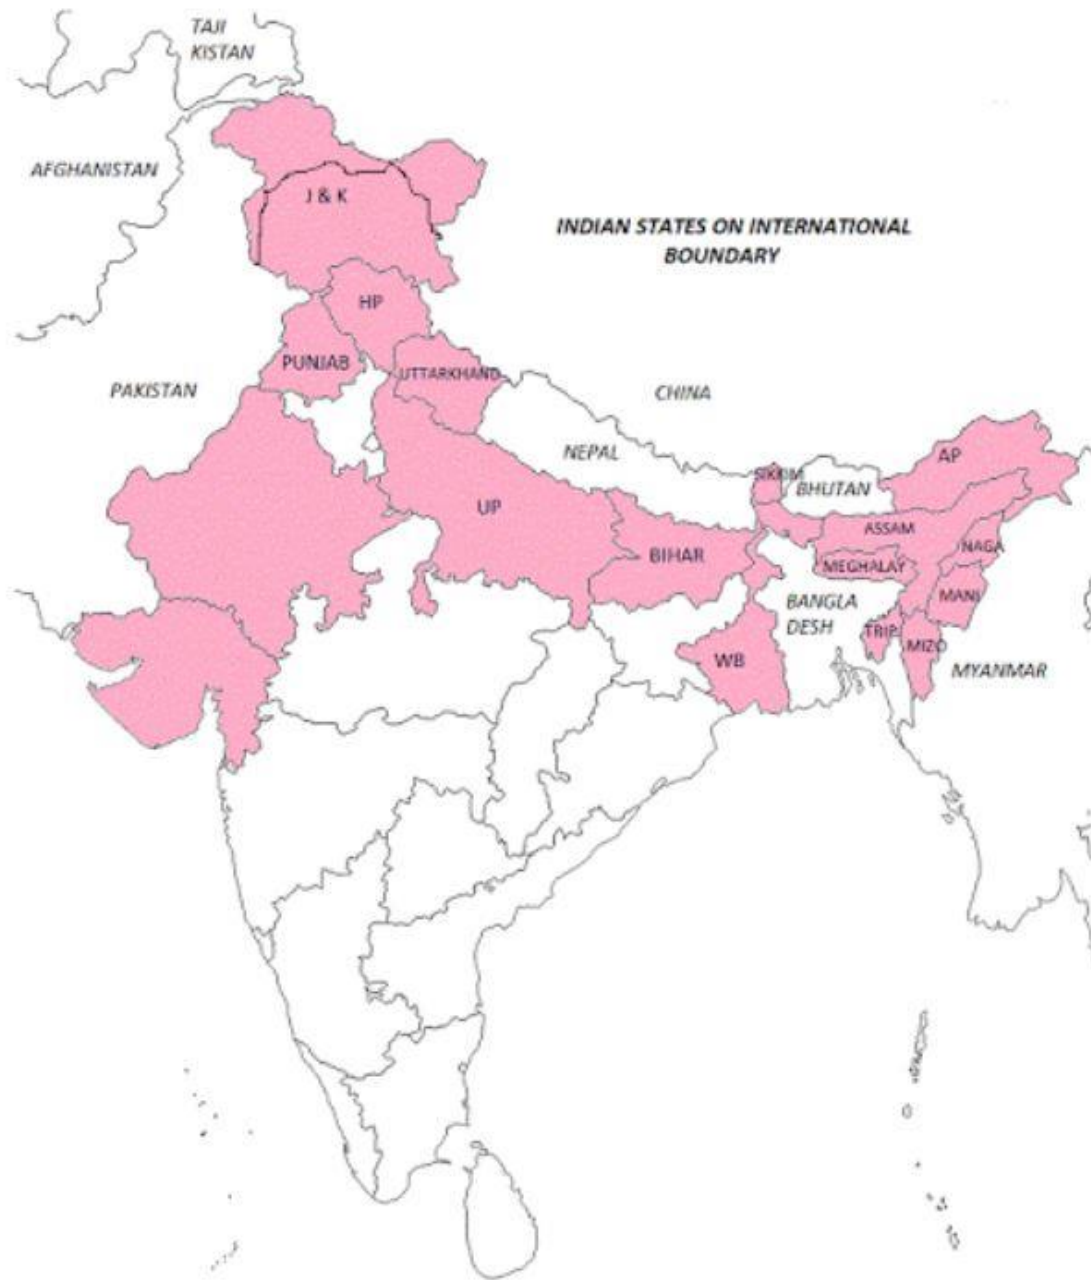 TAJI
KISTAN
AFGHANISTAN
J & K
INDIAN STATES ON INTERNATIONAL
BOUNDARY
HP
PUNJAB
UTTARKHAND
PAKISTAN
CHINA
NEPAL
SIKKIM
BHUTAN
AP
UP
ASSAM
NAGA
BIHAR
MEGHALAY
MANI
BANGLA
DESH
TRIP
MIZO
WB
MYANMAR